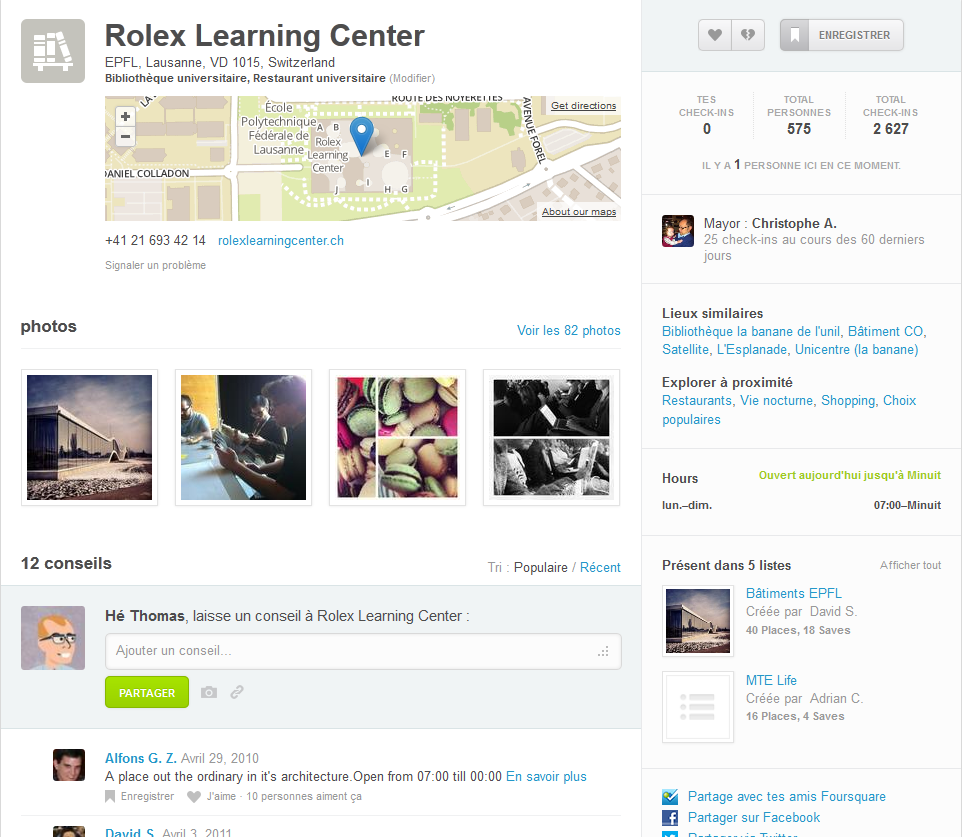 Rolex Learning Center
EPFL, Lausanne, VD 1015, Switzerland
Bibliothèque universitaire, Restaurant universitaire (Modifier)
ROUTE DES NOYERETTES
Get directions
+
−
École
Polytechnique
Fédérale de
Lausanne
A B
Rolex
Learning
Center
E F
I
J H G
AVENUE FOREL
DANIEL COLLADON
About our maps
+41 21 693 42 14 rolexlearningcenter.ch
Signaler un problème
photos
Voir les 82 photos
12 conseils
Tri : Populaire / Récent
Hé Thomas, laisse un conseil à Rolex Learning Center :
Ajouter un conseil...
PARTAGER
Alfons G. Z. Avril 29, 2010
A place out the ordinary in it's architecture.Open from 07:00 till 00:00 En savoir plus
Enregistrer J'aime · 10 personnes aiment ça
David S. Avril 3, 2011
ENREGISTRER
TES
CHECK-INS
0
TOTAL
PERSONNES
575
TOTAL
CHECK-INS
2 627
IL Y A 1 PERSONNE ICI EN CE MOMENT.
Mayor : Christophe A.
25 check-ins au cours des 60 derniers
jours
Lieux similaires
Bibliothèque la banane de l'unil, Bâtiment CO,
Satellite, L'Esplanade, Unicentre (la banane)
Explorer à proximité
Restaurants, Vie nocturne, Shopping, Choix
populaires
Hours
Ouvert aujourd'hui jusqu'à Minuit
lun.–dim. 07:00–Minuit
Présent dans 5 listes
Afficher tout
Bâtiments EPFL
Créée par David S.
40 Places, 18 Saves
MTE Life
Créée par Adrian C.
16 Places, 4 Saves
Partage avec tes amis Foursquare
Partager sur Facebook
Partager via Twitter